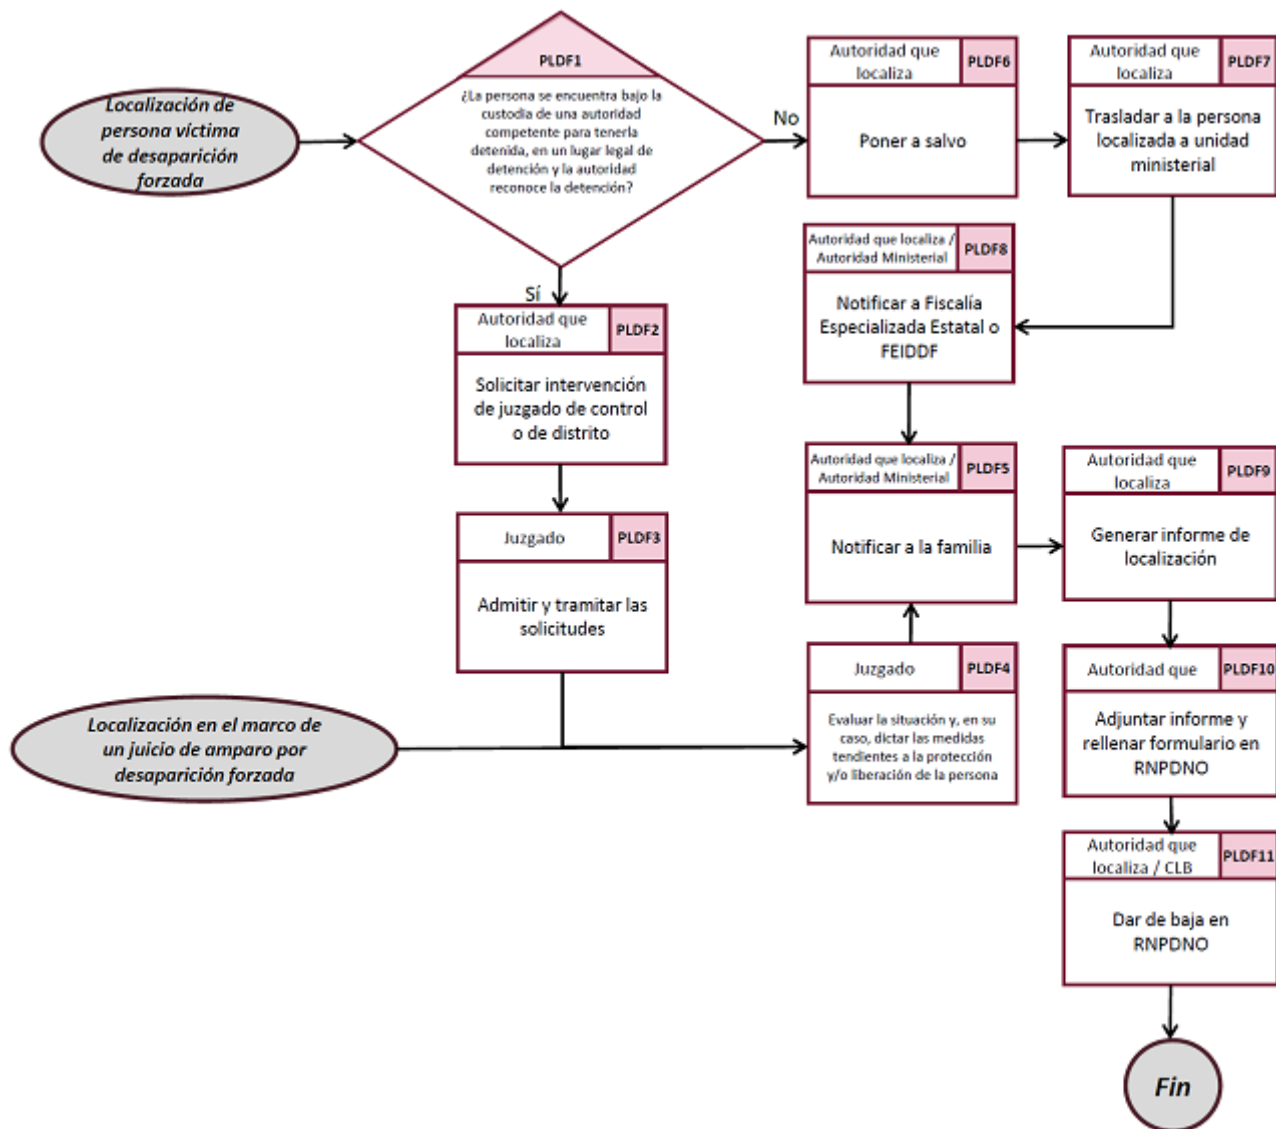 Localización de
persona víctima
de desaparición
forzada
PLDF1
¿La persona se encuentra bajo la
custodia de una autoridad
competente para tenerla
detenida, en un lugar legal de
detención y la autoridad
reconoce la detención?
No
Autoridad que
localiza
PLDF6
Poner a salvo
Autoridad que
localiza
PLDF7
Trasladar a la persona
localizada a unidad
ministerial
Autoridad que localiza /
Autoridad Ministerial
PLDF8
Notificar a Fiscalía
Especializada Estatal o
FEIDDF
Sí
Autoridad que
localiza
PLDF2
Solicitar intervención
de juzgado de control
o de distrito
Juzgado
PLDF3
Admitir y tramitar las
solicitudes
Autoridad que localiza /
Autoridad Ministerial
PLDF5
Notificar a la familia
Autoridad que
localiza
PLDF9
Generar informe de
localización
Localización en el marco de
un juicio de amparo por
desaparición forzada
Juzgado
PLDF4
Evaluar la situación y, en su
caso, dictar las medidas
tendientes a la protección
y/o liberación de la persona
Autoridad que
PLDF10
Adjuntar informe y
rellenar formulario en
RNPDNO
Autoridad que
localiza / CLB
PLDF11
Dar de baja en
RNPDNO
Fin